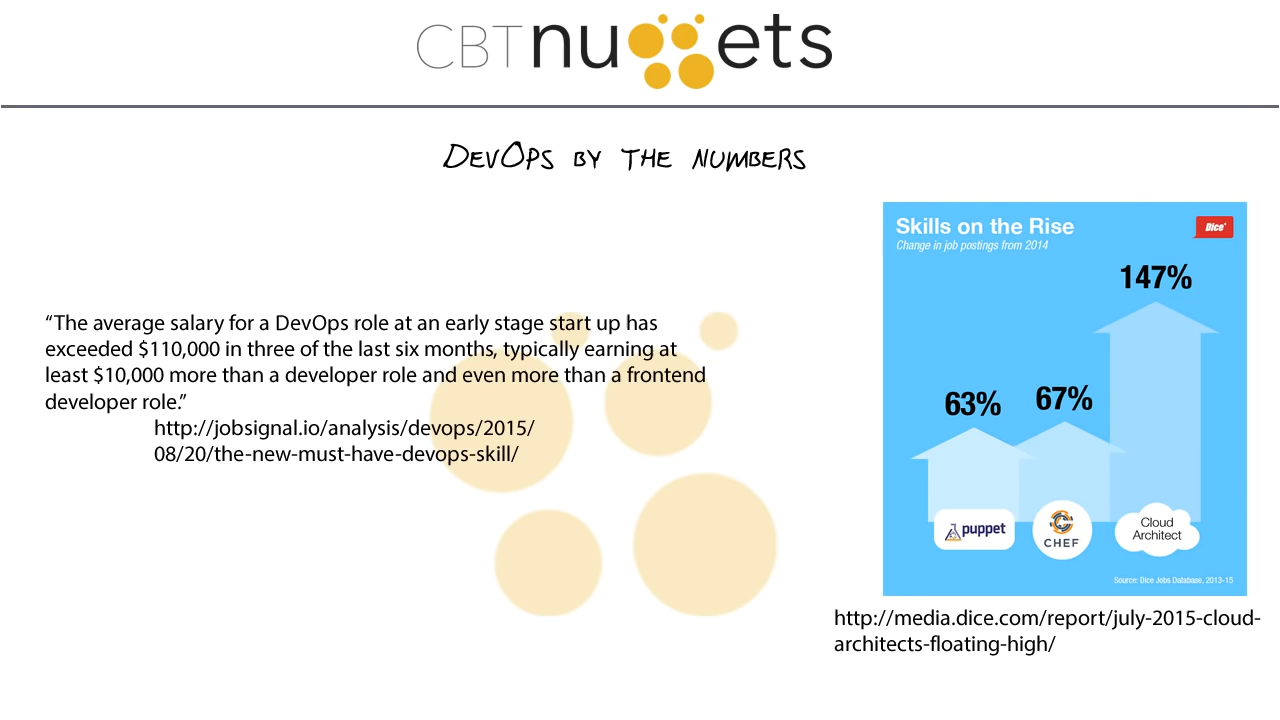 CBTnuggets
DevOps by the numbers
“The average salary for a DevOps role at an early stage start up has
exceeded $110,000 in three of the last six months, typically earning at
least $10,000 more than a developer role and even more than a frontend
developer role.”
http://jobsignal.io/analysis/devops/2015/
08/20/the-new-must-have-devops-skill/
Skills on the Rise
Dice
Change in job postings from 2014
147%
63%
67%
puppet
CHEF
Cloud
Architect
Source: Dice Jobs Database, 2013-15
http://media.dice.com/report/july-2015-cloud-
architects-floating-high/